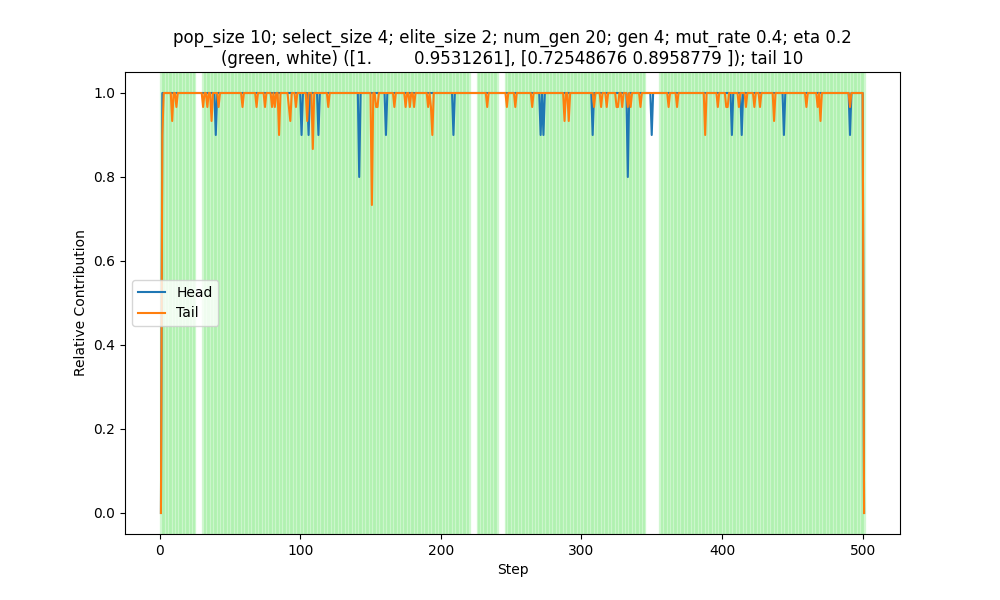 pop_size 10; select_size 4; elite_size 2; num_gen 20; gen 4; mut_rate 0.4; eta 0.2
(green, white) ([1.         0.9531261], [0.72548676 0.8958779 ]); tail 10
1.0
0.8
0.6
0.4
0.2
0.0
Relative Contribution
Head
Tail
0
100
200
300
400
500
Step